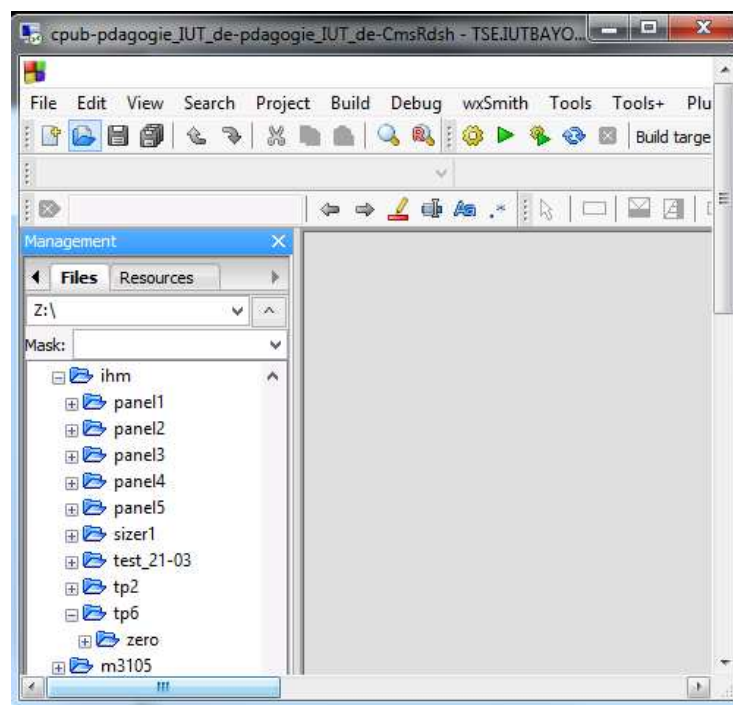 cpub-pdagogie_IUT_de-pdagogie_IUT_de-CmsRdsh - TSE.IUTBAYO...
File Edit View Search Project Build Debug wxSmith Tools Tools+ Plu
Build targe
Management
Files Resources
Z:\
Mask:
ihm
panel1
panel2
panel3
panel4
panel5
sizer1
test_21-03
tp2
tp6
zero
m3105